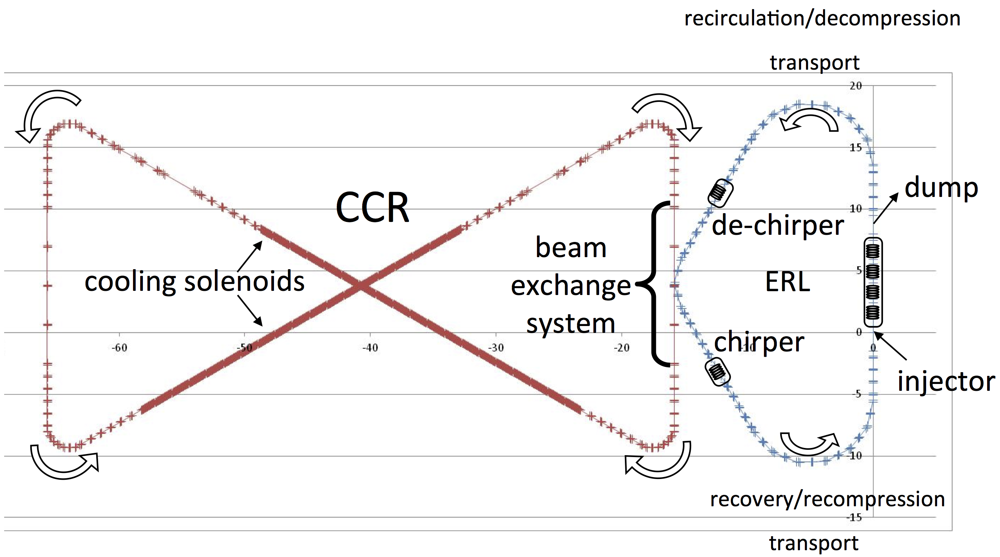 recirculation/decompression
transport
20
15
dump
CCR
10
de-chirper
beam
cooling solenoids
exchange
ERL
5
system
0
chirper
-60
-50
-40
-30
-20
-10
0
injector
-5
-10
recovery/recompression
-15
transport